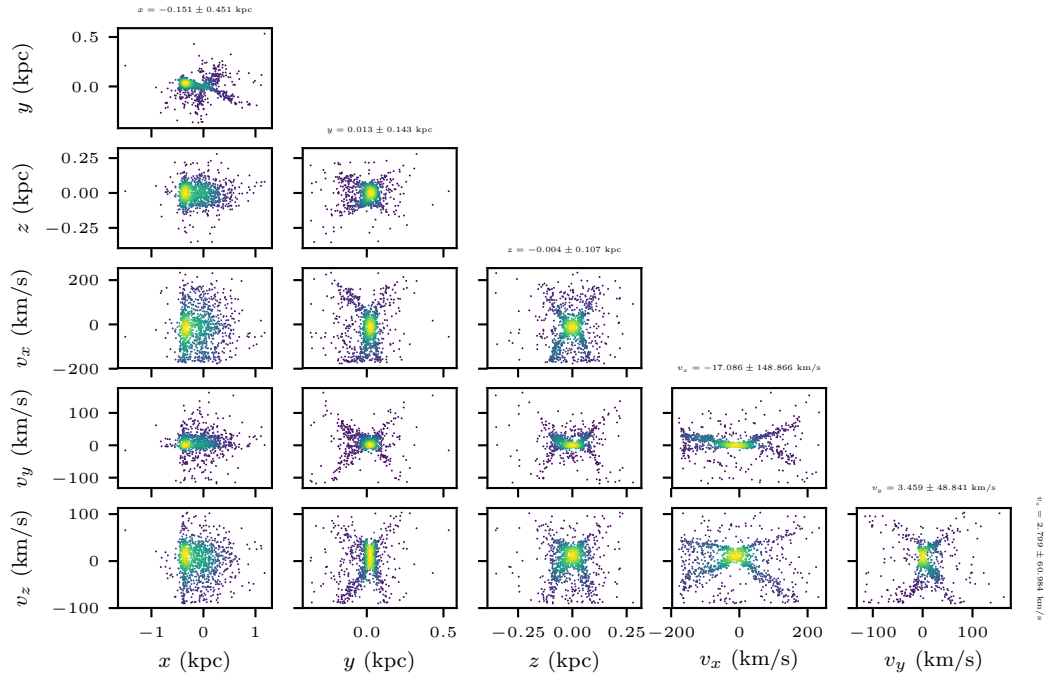 x = −0.151 ± 0.451 kpc
0.5
0.0
y (kpc)
−1 0 1
y = 0.013 ± 0.143 kpc
0.25
0.00
−0.25
z (kpc)
z = −0.004 ± 0.107 kpc
200
0
−200
v_x (km/s)
v_x = −17.086 ± 148.866 km/s
100
0
−100
v_y (km/s)
v_y = 3.459 ± 48.841 km/s
100
0
−100
v_z (km/s)
v_z = 2.799 ± 60.984 km/s
−1 0 1 0.0 0.5 −0.25 0.00 0.25 −200 0 200 −100 0 100
x (kpc) y (kpc) z (kpc) v_x (km/s) v_y (km/s)